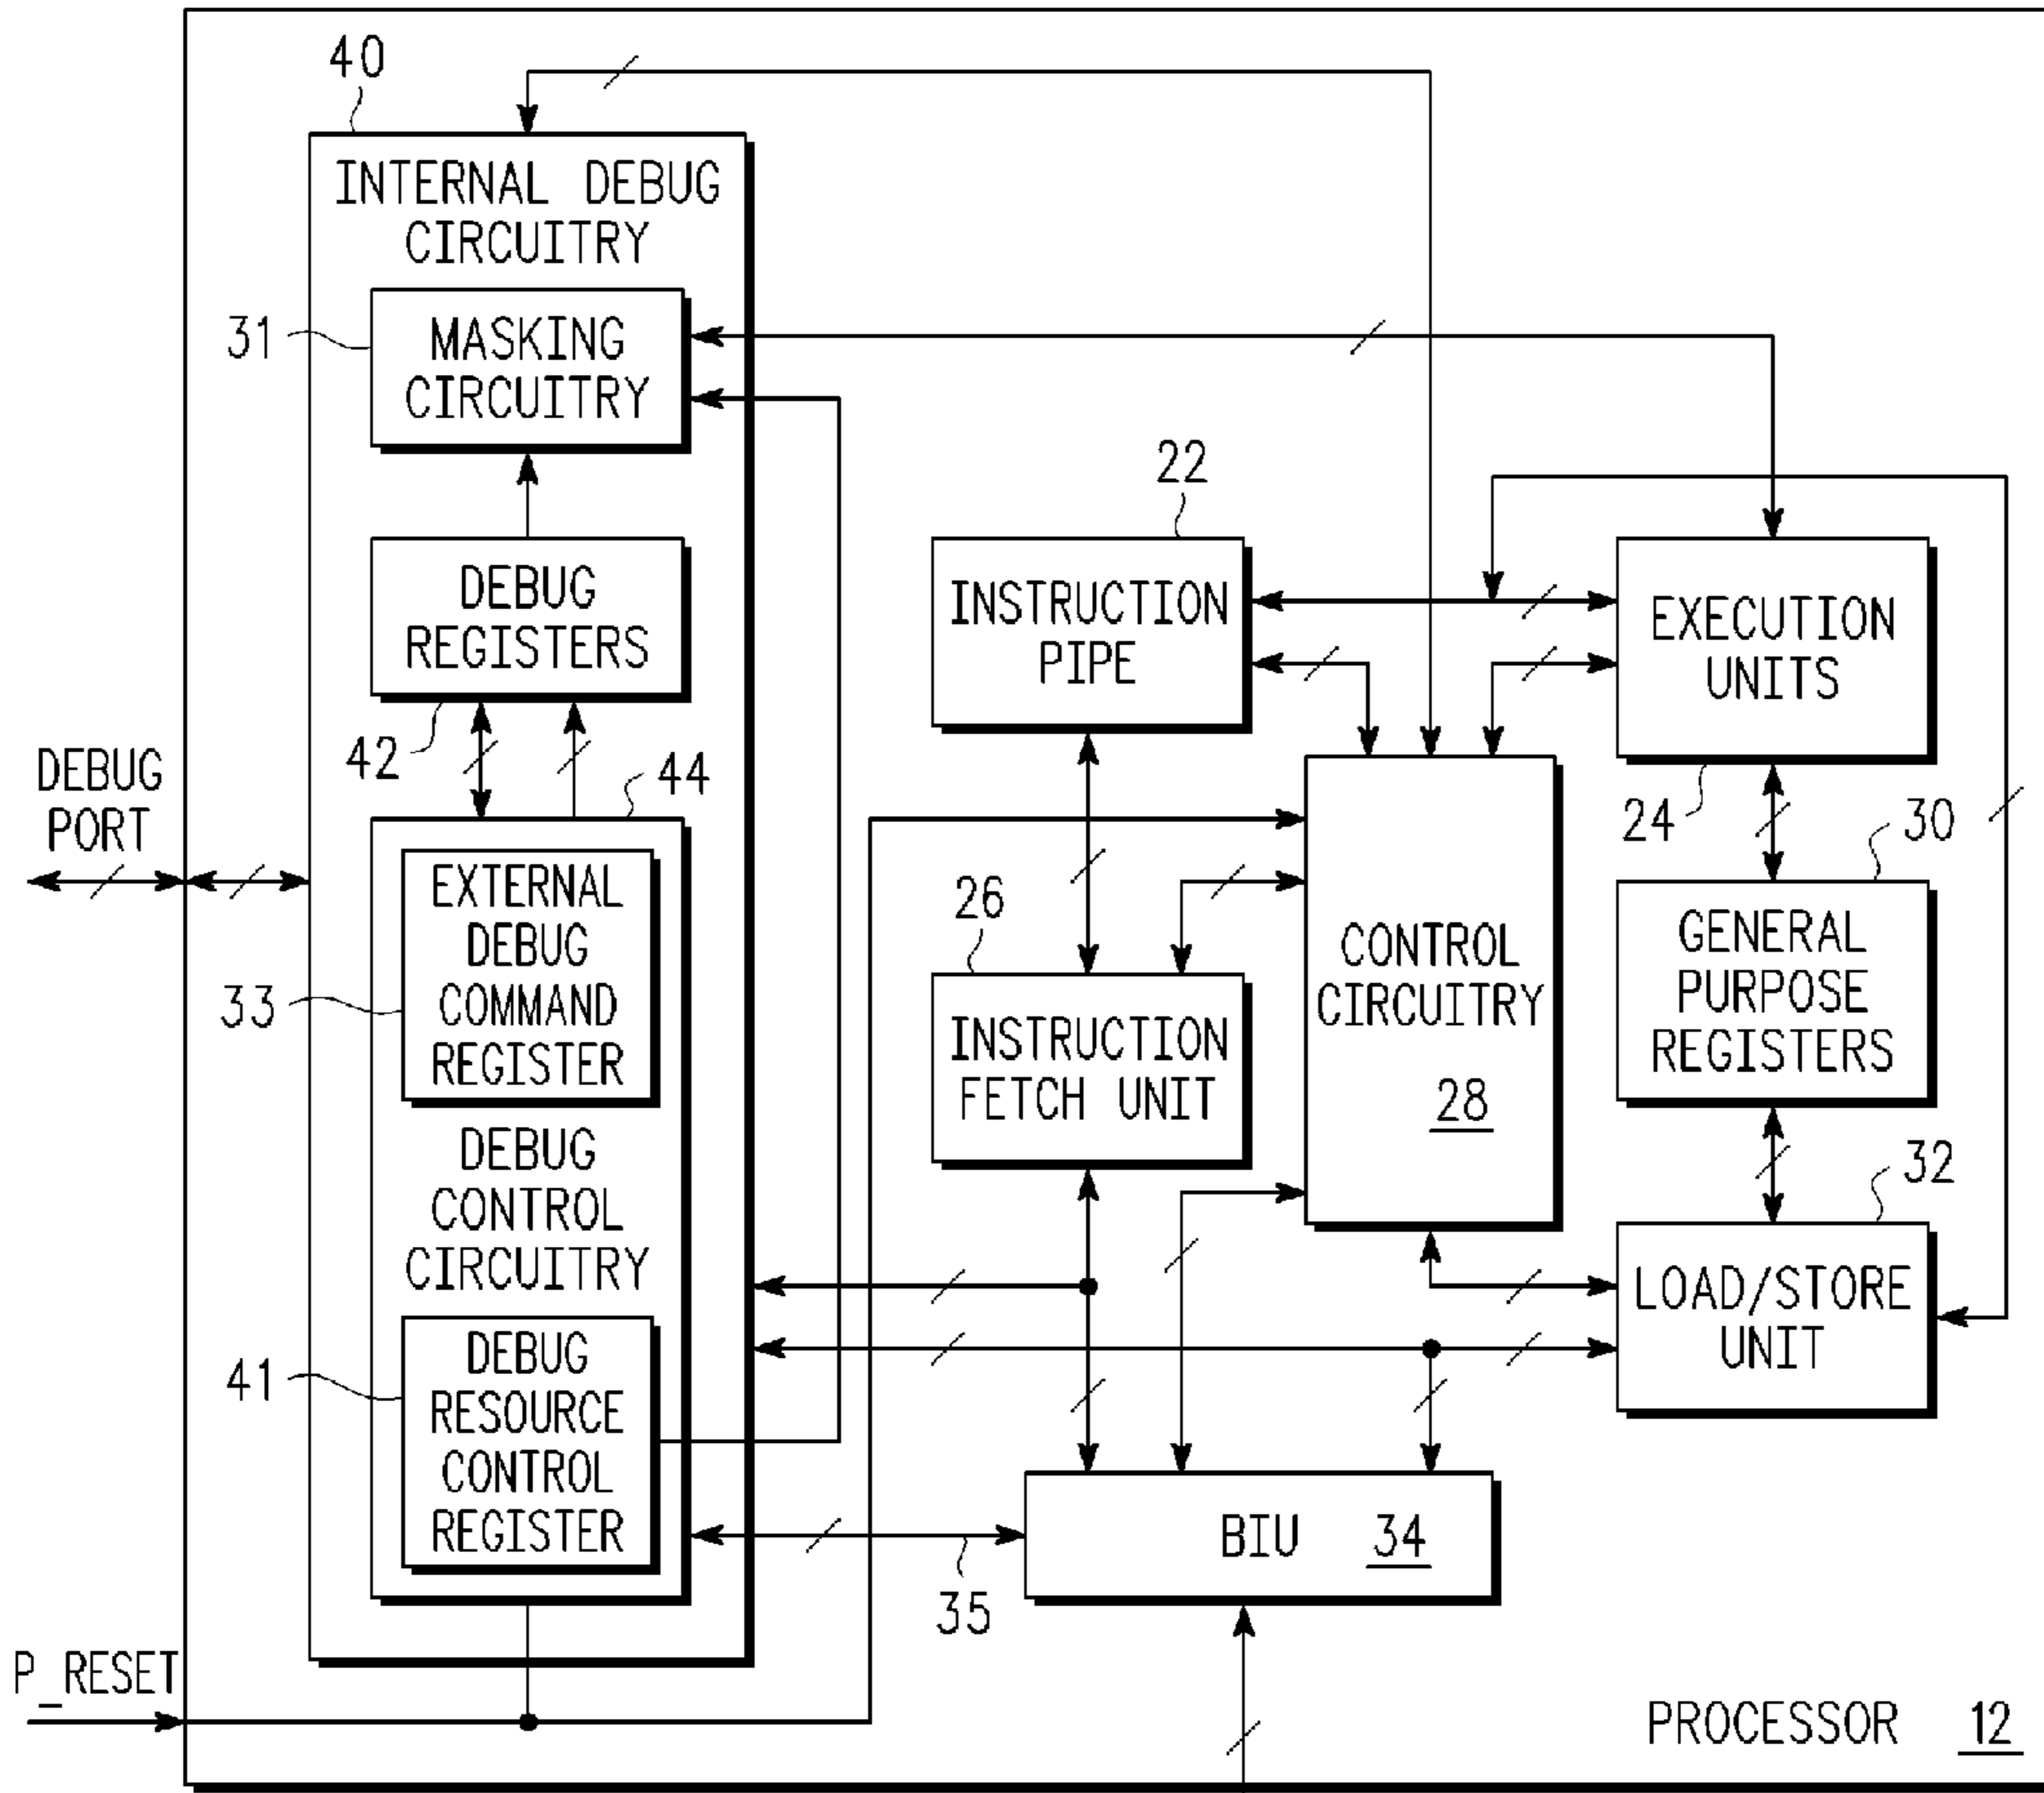 40
INTERNAL DEBUG
CIRCUITRY
31
MASKING
CIRCUITRY
22
DEBUG
REGISTERS
INSTRUCTION
PIPE
EXECUTION
UNITS
42
44
DEBUG
PORT
24
30
EXTERNAL
DEBUG
COMMAND
REGISTER
33
26
INSTRUCTION
FETCH UNIT
CONTROL
CIRCUITRY
28
GENERAL
PURPOSE
REGISTERS
DEBUG
CONTROL
CIRCUITRY
32
LOAD/STORE
UNIT
41
DEBUG
RESOURCE
CONTROL
REGISTER
35
BIU 34
P_RESET
PROCESSOR 12